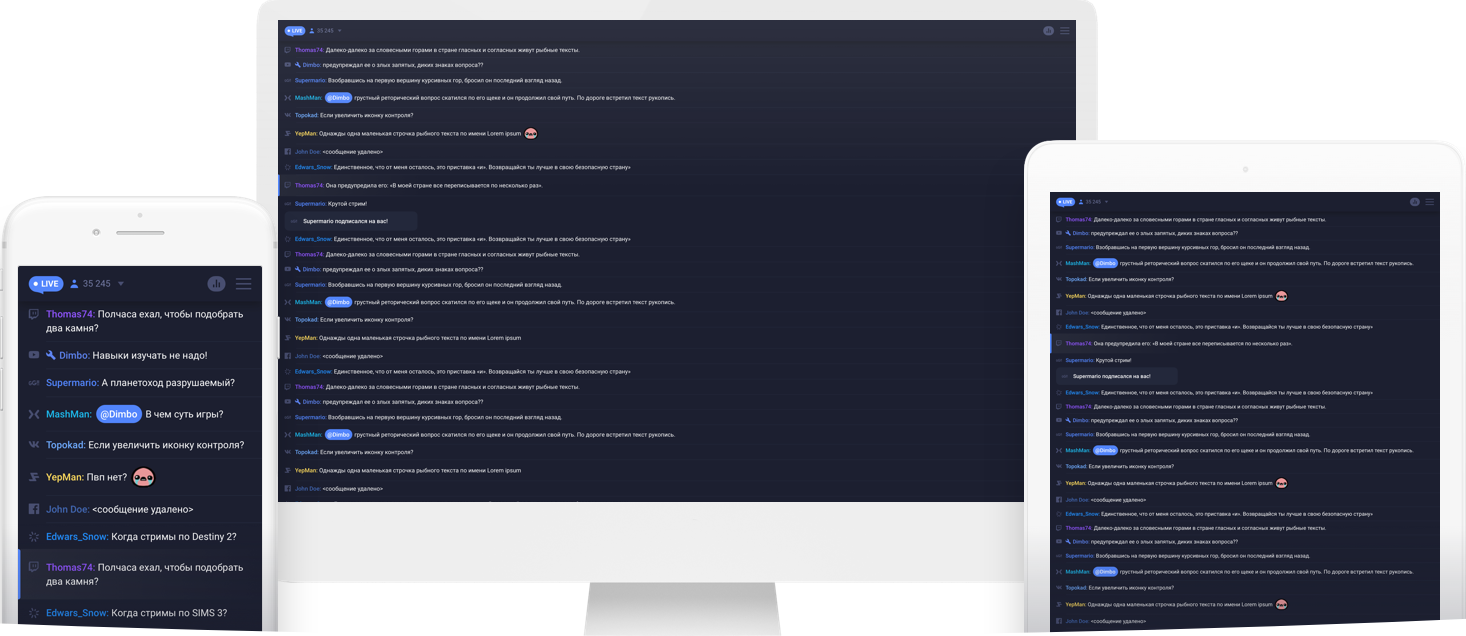 LIVE 35 245
Thomas74: Далеко-далеко за словесными горами в стране гласных и согласных живут рыбные тексты.
Dimbo: предупреждал ее о злых запятых, диких знаках вопроса??
Supermario: Взобравшись на первую вершину курсивных гор, бросил он последний взгляд назад.
MashMan: @Dimbo грустный реторический вопрос скатился по его щеке и он продолжил свой путь. По дороге встретил текст рукопись.
Topokad: Если увеличить иконку контроля?
YepMan: Однажды одна маленькая строчка рыбного текста по имени Lorem ipsum
John Doe: <сообщение удалено>
Edwars_Snow: Единственное, что от меня осталось, это приставка «и». Возвращайся ты лучше в свою безопасную страну»
Thomas74: Она предупредила его: «В моей стране все переписывается по несколько раз».
Supermario: Крутой стрим!
Supermario подписался на вас!
Edwars_Snow: Единственное, что от меня осталось, это приставка «и». Возвращайся ты лучше в свою безопасную страну»
Thomas74: Далеко-далеко за словесными горами в стране гласных и согласных живут рыбные тексты.
Dimbo: предупреждал ее о злых запятых, диких знаках вопроса??
Supermario: Взобравшись на первую вершину курсивных гор, бросил он последний взгляд назад.
MashMan: @Dimbo грустный реторический вопрос скатился по его щеке и он продолжил свой путь. По дороге встретил текст рукопись.
Topokad: Если увеличить иконку контроля?
YepMan: Однажды одна маленькая строчка рыбного текста по имени Lorem ipsum
John Doe: <сообщение удалено>
Edwars_Snow: Единственное, что от меня осталось, это приставка «и». Возвращайся ты лучше в свою безопасную страну»
Thomas74: Далеко-далеко за словесными горами в стране гласных и согласных живут рыбные тексты.
Dimbo: предупреждал ее о злых запятых, диких знаках вопроса??
Supermario: Взобравшись на первую вершину курсивных гор, бросил он последний взгляд назад.
MashMan: @Dimbo грустный реторический вопрос скатился по его щеке и он продолжил свой путь. По дороге встретил текст рукопись.
Topokad: Если увеличить иконку контроля?
YepMan: Однажды одна маленькая строчка рыбного текста по имени Lorem ipsum
John Doe: <сообщение удалено>
LIVE 35 245
Thomas74: Полчаса ехал, чтобы подобрать
два камня?
Dimbo: Навыки изучать не надо!
Supermario: А планетоход разрушаемый?
MashMan: @Dimbo В чем суть игры?
Topokad: Если увеличить иконку контроля?
YepMan: Пвп нет?
John Doe: <сообщение удалено>
Edwars_Snow: Когда стримы по Destiny 2?
Thomas74: Полчаса ехал, чтобы подобрать
два камня?
Edwars_Snow: Когда стримы по SIMS 3?
LIVE 35 245
Thomas74: Далеко-далеко за словесными горами в стране гласных и согласных живут рыбные тексты.
Dimbo: предупреждал ее о злых запятых, диких знаках вопроса??
Supermario: Взобравшись на первую вершину курсивных гор, бросил он последний взгляд назад.
MashMan: @Dimbo грустный реторический вопрос скатился по его щеке и он продолжил свой путь. По дороге встретил текст рукопись.
Topokad: Если увеличить иконку контроля?
YepMan: Однажды одна маленькая строчка рыбного текста по имени Lorem ipsum
John Doe: <сообщение удалено>
Edwars_Snow: Единственное, что от меня осталось, это приставка «и». Возвращайся ты лучше в свою безопасную страну»
Thomas74: Она предупредила его: «В моей стране все переписывается по несколько раз».
Supermario: Крутой стрим!
Supermario подписался на вас!
Edwars_Snow: Единственное, что от меня осталось, это приставка «и». Возвращайся ты лучше в свою безопасную страну»
Thomas74: Далеко-далеко за словесными горами в стране гласных и согласных живут рыбные тексты.
Dimbo: предупреждал ее о злых запятых, диких знаках вопроса??
Supermario: Взобравшись на первую вершину курсивных гор, бросил он последний взгляд назад.
MashMan: @Dimbo грустный реторический вопрос скатился по его щеке и он продолжил свой путь. По дороге встретил текст рукопись.
Topokad: Если увеличить иконку контроля?
YepMan: Однажды одна маленькая строчка рыбного текста по имени Lorem ipsum
John Doe: <сообщение удалено>
Edwars_Snow: Единственное, что от меня осталось, это приставка «и». Возвращайся ты лучше в свою безопасную страну»
Thomas74: Далеко-далеко за словесными горами в стране гласных и согласных живут рыбные тексты.
Dimbo: предупреждал ее о злых запятых, диких знаках вопроса??
Supermario: Взобравшись на первую вершину курсивных гор, бросил он последний взгляд назад.
MashMan: @Dimbo грустный реторический вопрос скатился по его щеке и он продолжил свой путь. По дороге встретил текст рукопись.
Topokad: Если увеличить иконку контроля?
YepMan: Однажды одна маленькая строчка рыбного текста по имени Lorem ipsum
John Doe: <сообщение удалено>